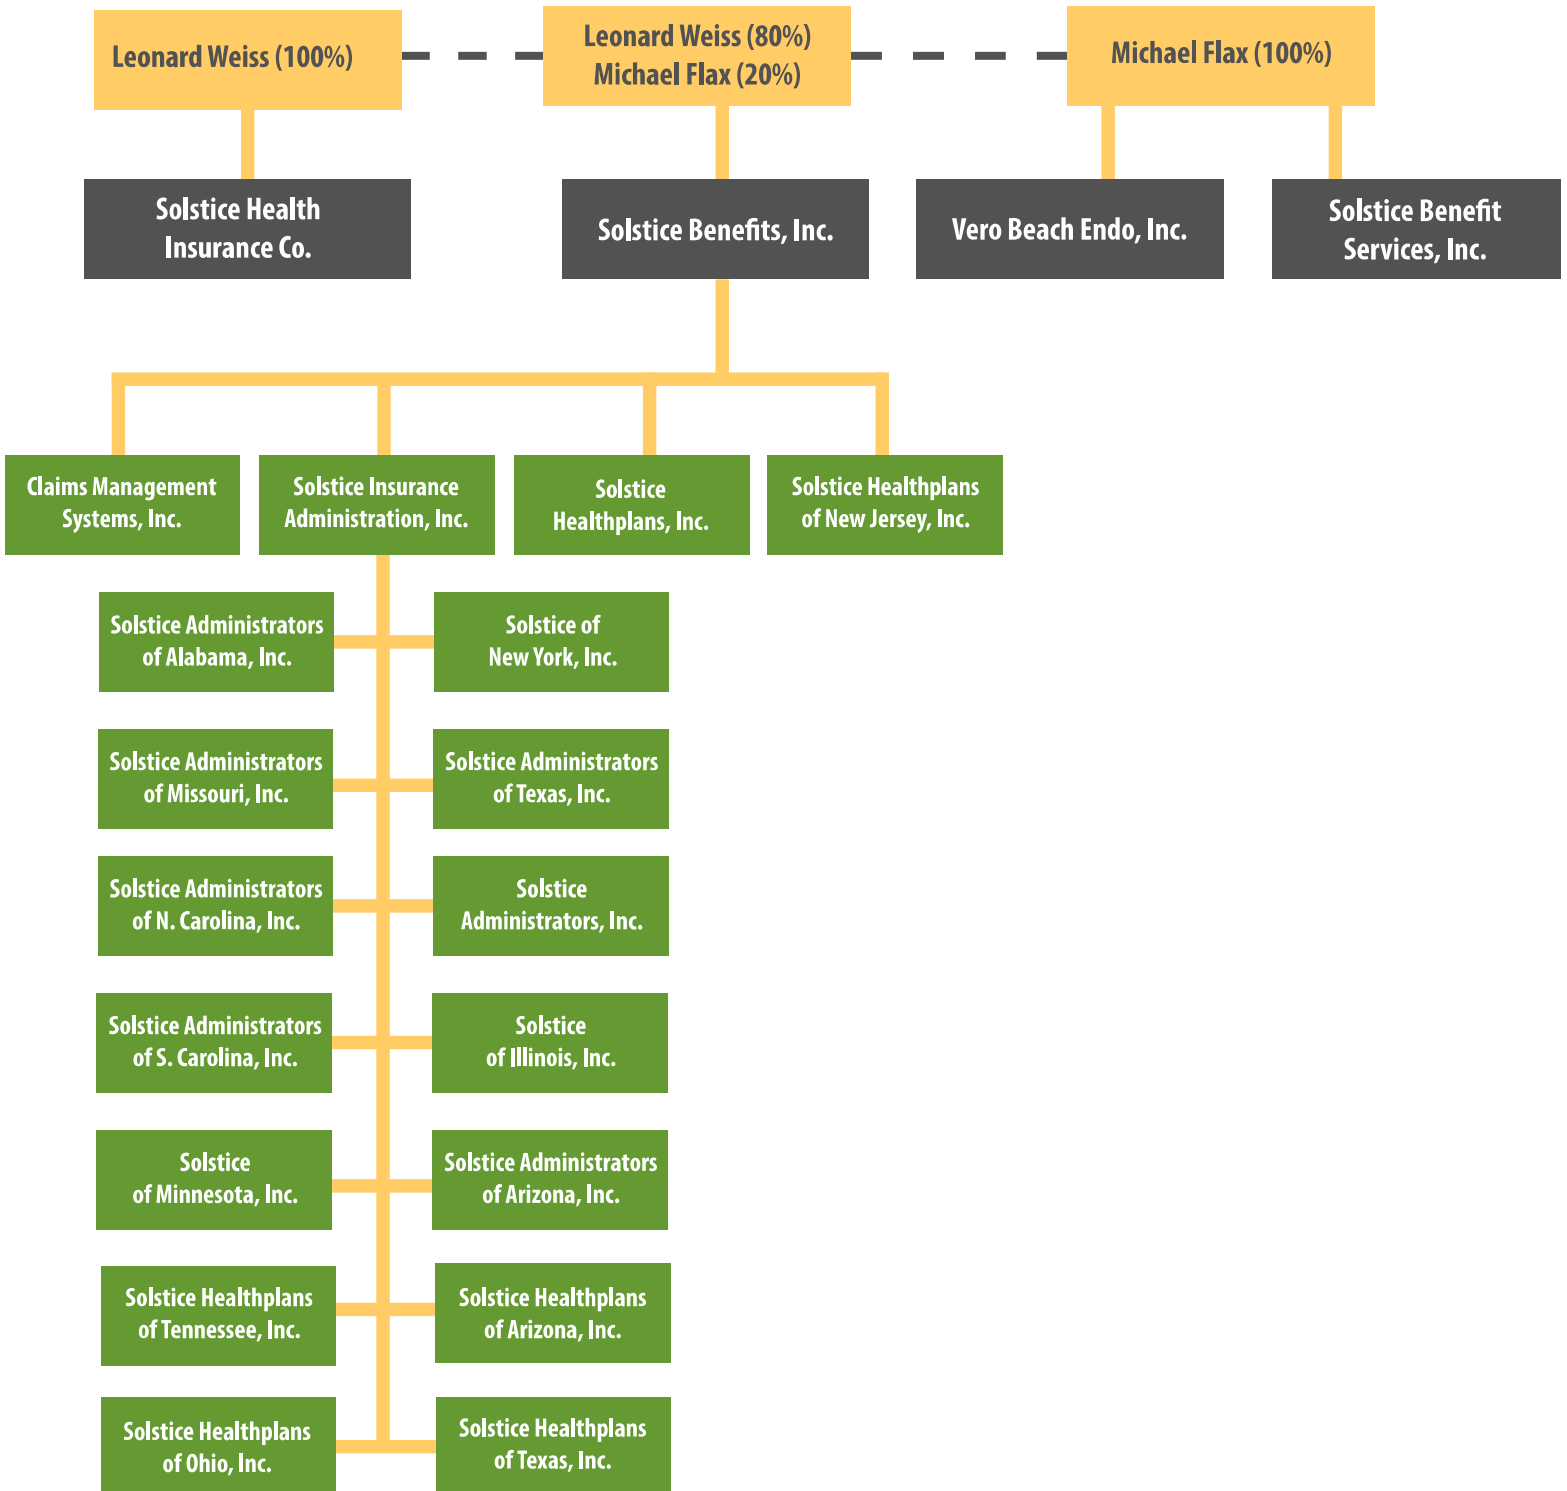 Leonard Weiss (100%)
Leonard Weiss (80%)
Michael Flax (20%)
Michael Flax (100%)
Solstice Health
Insurance Co.
Solstice Benefits, Inc.
Vero Beach Endo, Inc.
Solstice Benefit
Services, Inc.
Claims Management
Systems, Inc.
Solstice Insurance
Administration, Inc.
Solstice
Healthplans, Inc.
Solstice Healthplans
of New Jersey, Inc.
Solstice Administrators
of Alabama, Inc.
Solstice of
New York, Inc.
Solstice Administrators
of Missouri, Inc.
Solstice Administrators
of Texas, Inc.
Solstice Administrators
of N. Carolina, Inc.
Solstice
Administrators, Inc.
Solstice Administrators
of S. Carolina, Inc.
Solstice
of Illinois, Inc.
Solstice
of Minnesota, Inc.
Solstice Administrators
of Arizona, Inc.
Solstice Healthplans
of Tennessee, Inc.
Solstice Healthplans
of Arizona, Inc.
Solstice Healthplans
of Ohio, Inc.
Solstice Healthplans
of Texas, Inc.